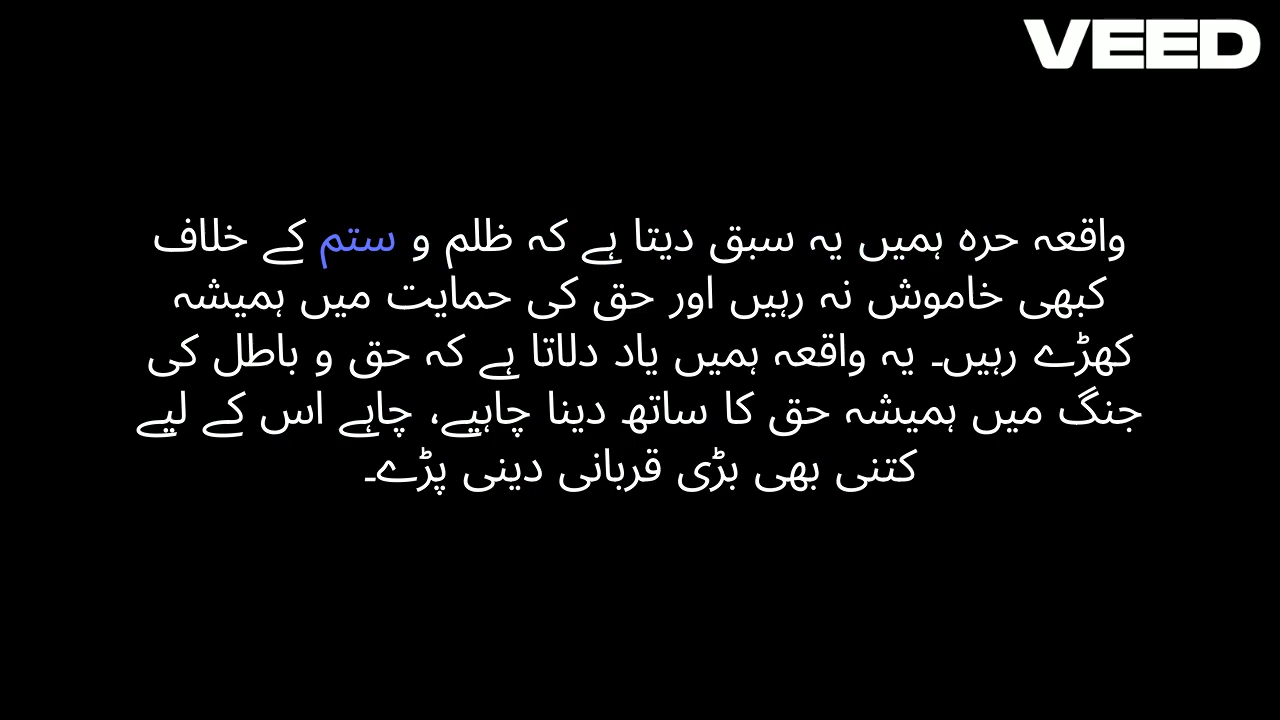 VEED
واقعہ حرہ ہمیں یہ سبق دیتا ہے کہ ظلم و ستم کے خلاف
کبھی خاموش نہ رہیں اور حق کی حمایت میں ہمیشہ
کھڑے رہیں۔ یہ واقعہ ہمیں یاد دلاتا ہے کہ حق و باطل کی
جنگ میں ہمیشہ حق کا ساتھ دینا چاہیے، چاہے اس کے لیے
کتنی بھی بڑی قربانی دینی پڑے۔